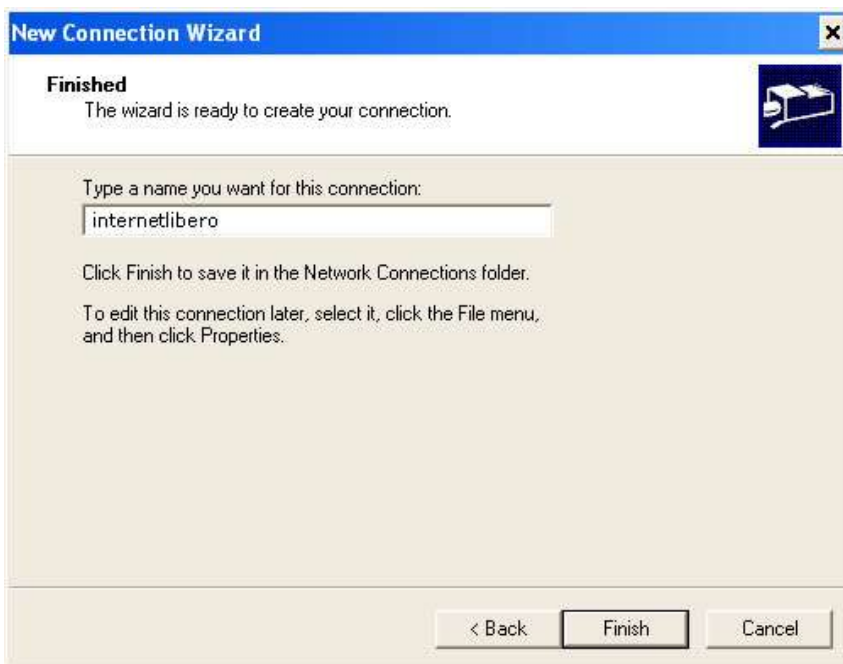 New Connection Wizard
Finished
The wizard is ready to create your connection.
Type a name you want for this connection:
internetlibero
Click Finish to save it in the Network Connections folder.
To edit this connection later, select it, click the File menu,
and then click Properties.
< Back
Finish
Cancel